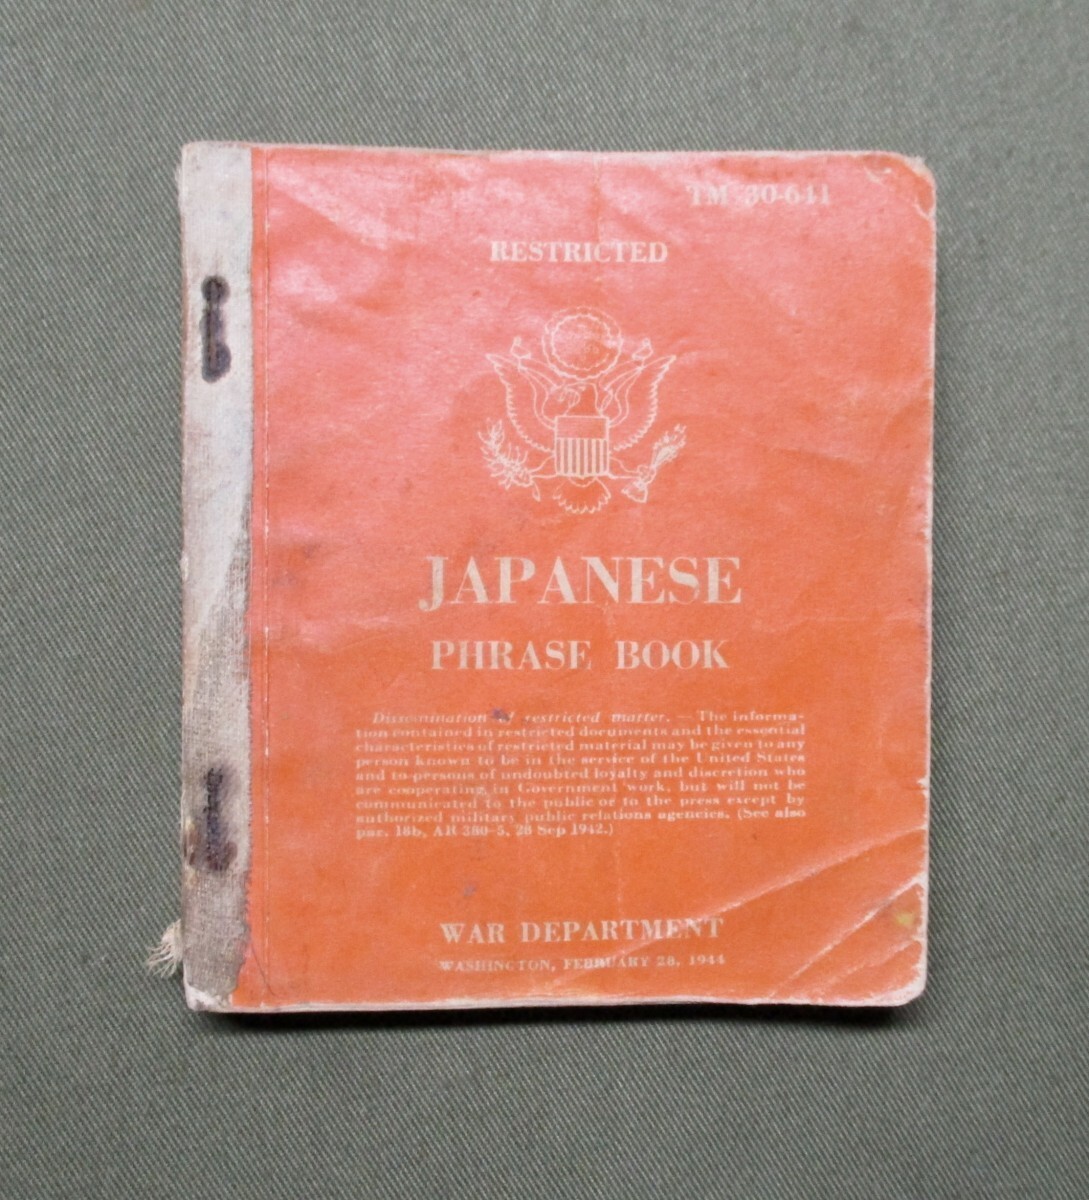 TM 30-641
RESTRICTED
JAPANESE
PHRASE BOOK
Dissemination of restricted matter. — The informa-
tion contained in restricted documents and the essential
characteristics of restricted material may be given to any
person known to be in the service of the United States
and to persons of undoubted loyalty and discretion who
are cooperating in Government work, but will not be
communicated to the public or to the press except by
authorized military public relations agencies. (See also
par. 18b, AR 380-5, 28 Sep 1942.)
WAR DEPARTMENT
WASHINGTON, FEBRUARY 28, 1944